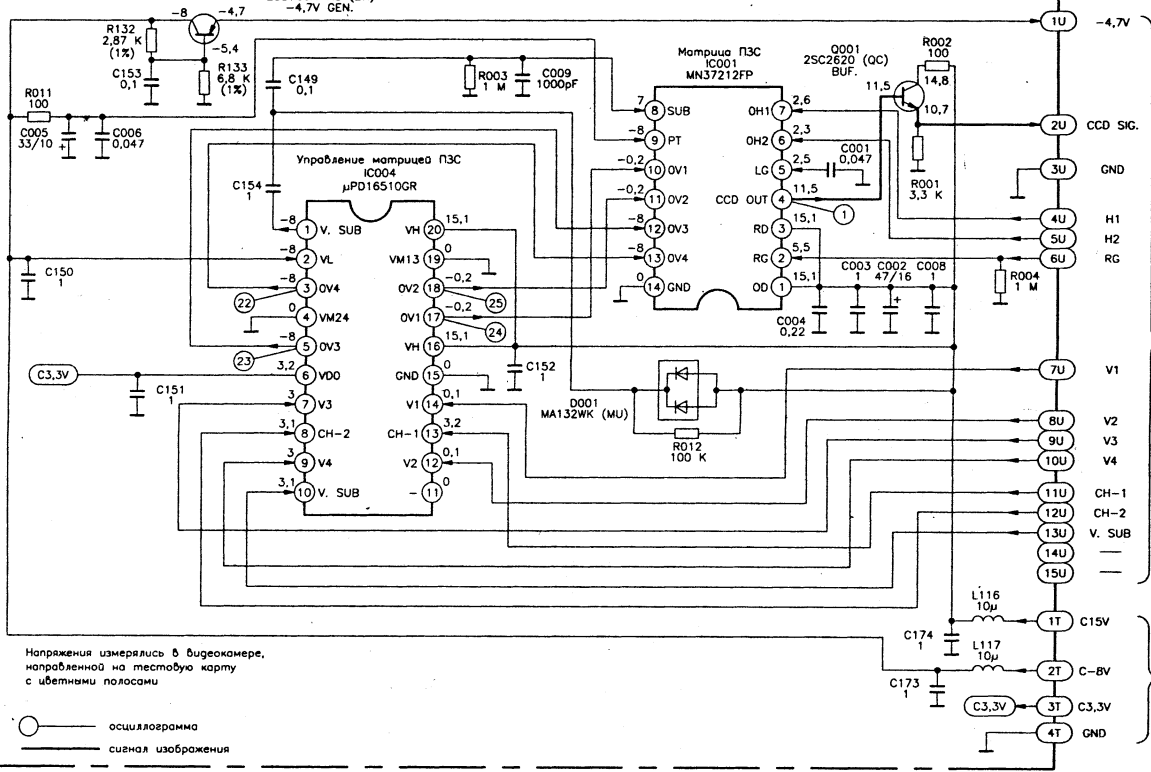 -4,7V GEN.
-8
-4,7
-5,4
R132
2,87 K
(1%)
C153
0,1
R133
6,8 K
(1%)
R011
100
C005
33/10
+
C006
0,047
C149
0,1
R003
1 M
C009
1000pF
Матрица ПЗС
IC001
MN37212FP
Q001
2SC2620 (QC)
BUF.
R002
100
14,8
11,5
10,7
R001
3,3 K
7 8 SUB
-8 9 PT
-0,2 10 0V1
-0,2 11 0V2
-8 12 0V3
-8 13 0V4
0 14 GND
0H1 7 2,6
0H2 6 2,3
LG 5 2,5
CCD OUT 4 11,5
RD 3 15,1
RG 2 5,5
OD 1 15,1
1
C001
0,047
C003
1
C002
47/16
+
C008
1
C004
0,22
R004
1 M
Управление матрицей ПЗС
IC004
μPD16510GR
C154
1
C150
1
-8 1 V. SUB
-8 2 VL
-8 3 0V4
0 4 VM24
-8 5 0V3
3,2 6 VD0
3 7 V3
3,1 8 CH-2
3 9 V4
3,1 10 V. SUB
VH 20 15,1
VM13 19 0
0V2 18 -0,2
0V1 17 -0,2
VH 16 15,1
GND 15 0
V1 14 0,1
CH-1 13 3,2
V2 12 0,1
- 11 0
22
23
25
24
C3,3V
C151
1
C152
1
D001
MA132WK (MU)
R012
100 K
1U -4,7V
2U CCD SIG.
3U GND
4U H1
5U H2
6U RG
7U V1
8U V2
9U V3
10U V4
11U CH-1
12U CH-2
13U V. SUB
14U —
15U —
L116
10μ
1T C15V
C174
1
L117
10μ
2T C-8V
C173
1
C3,3V
3T C3,3V
4T GND
Напряжения измерялись в видеокамере,
направленной на тестовую карту
с цветными полосами
осциллограмма
сигнал изображения